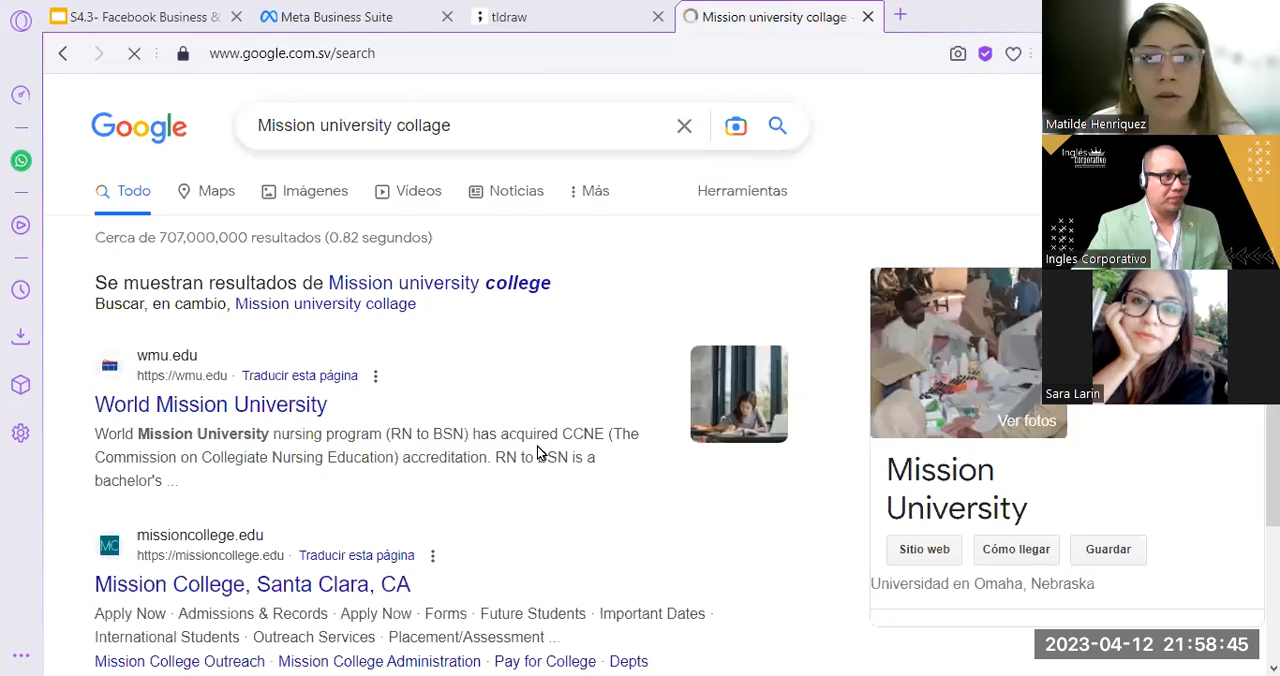 S4.3- Facebook Business &
Meta Business Suite
tldraw
Mission university collage
www.google.com.sv/search
Google
Mission university collage
Todo
Maps
Imágenes
Videos
Noticias
Más
Herramientas
Cerca de 707,000,000 resultados (0.82 segundos)
Se muestran resultados de Mission university college
Buscar, en cambio, Mission university collage
wmu.edu
https://wmu.edu · Traducir esta página
World Mission University
World Mission University nursing program (RN to BSN) has acquired CCNE (The
Commission on Collegiate Nursing Education) accreditation. RN to BSN is a
bachelor's ...
MC
missioncollege.edu
https://missioncollege.edu · Traducir esta página
Mission College, Santa Clara, CA
Apply Now · Admissions & Records · Apply Now · Forms · Future Students · Important Dates ·
International Students · Outreach Services · Placement/Assessment ...
Mission College Outreach · Mission College Administration · Pay for College · Depts
Ver fotos
Mission
University
Sitio web
Cómo llegar
Guardar
Universidad en Omaha, Nebraska
Matilde Henriquez
Inglés
Corporativo
Ingles Corporativo
Sara Larin
2023-04-12 21:58:45